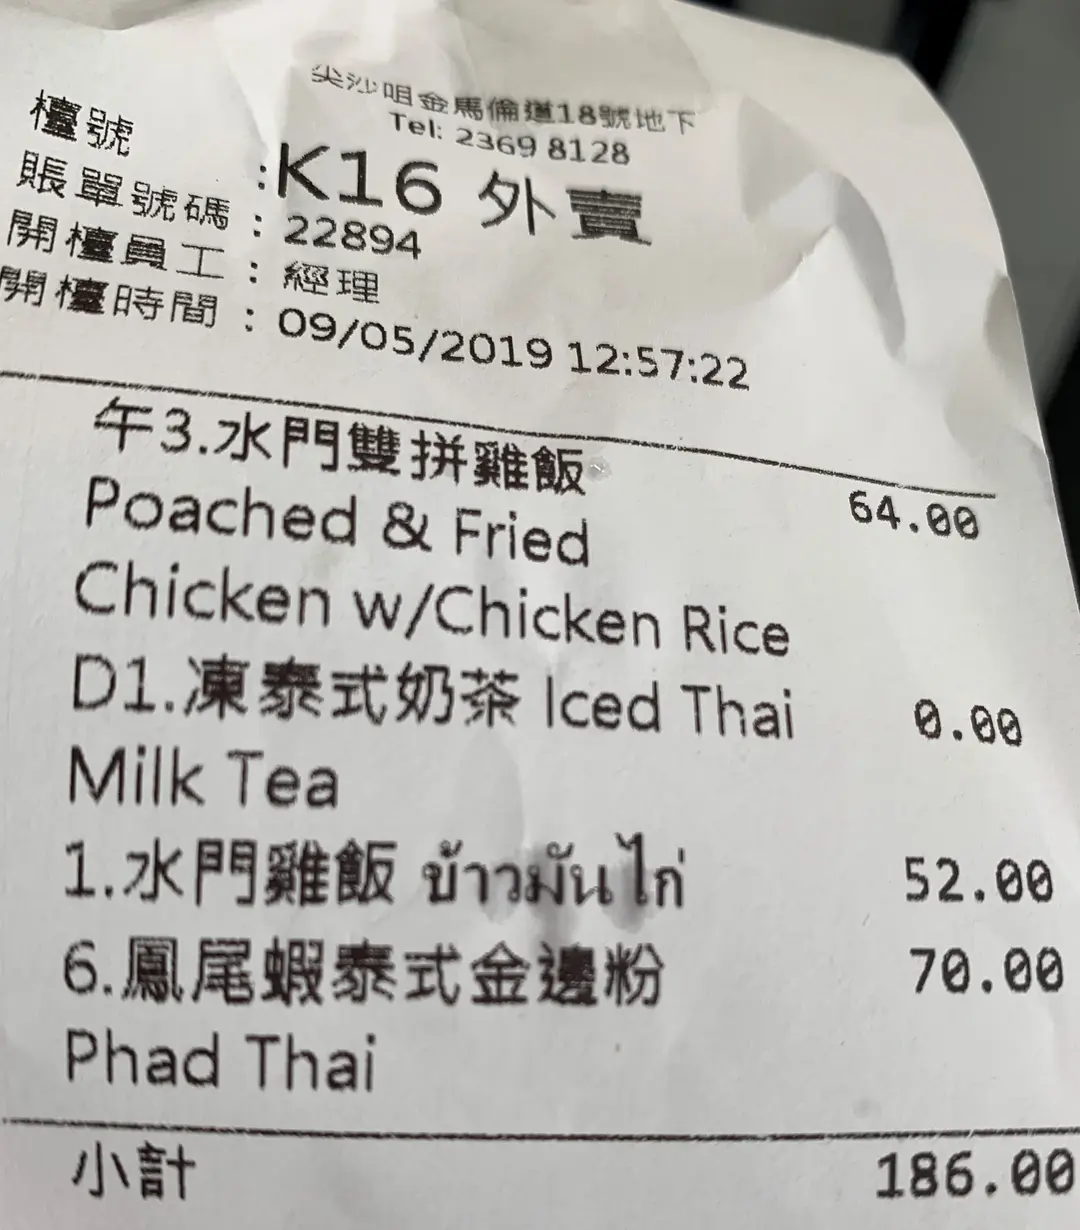 尖沙咀金馬倫道18號地下
Tel: 2369 8128
檯號 :K16 外賣
賬單號碼 : 22894
開檯員工 : 經理
開檯時間 : 09/05/2019 12:57:22
午3.水門雙拼雞飯 64.00
Poached & Fried
Chicken w/Chicken Rice
D1.凍泰式奶茶 Iced Thai 0.00
Milk Tea
1.水門雞飯 ข้าวมันไก่ 52.00
6.鳳尾蝦泰式金邊粉 70.00
Phad Thai
小計 186.00